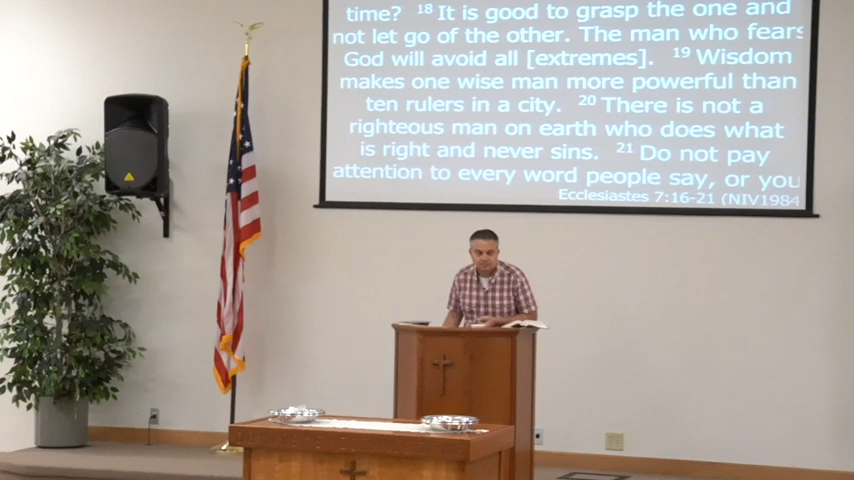 time? 18 It is good to grasp the one and
not let go of the other. The man who fears
God will avoid all [extremes]. 19 Wisdom
makes one wise man more powerful than
ten rulers in a city. 20 There is not a
righteous man on earth who does what
is right and never sins. 21 Do not pay
attention to every word people say, or you
Ecclesiastes 7:16-21 (NIV1984